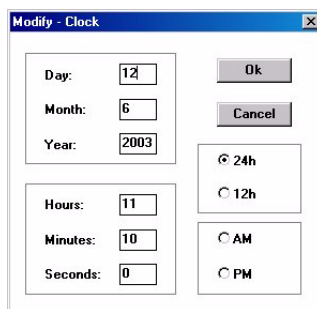 Modify - Clock
Day: 12
Month: 6
Year: 2003
Hours: 11
Minutes: 10
Seconds: 0
Ok
Cancel
24h
12h
AM
PM